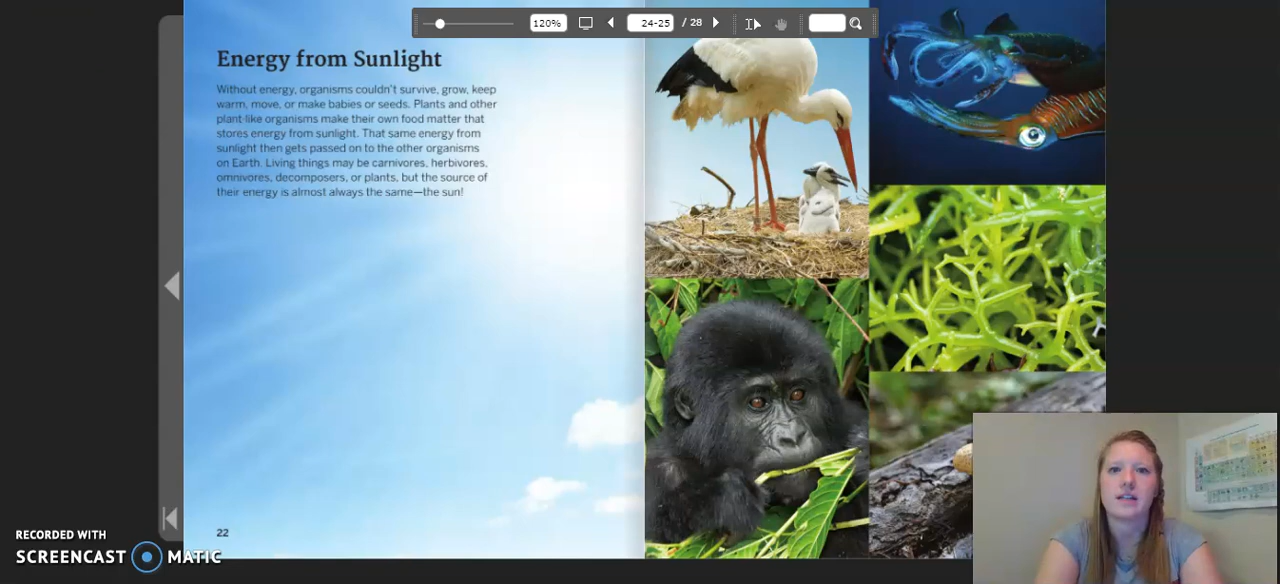 120%
24-25
/ 28
Energy from Sunlight
Without energy, organisms couldn't survive, grow, keep
warm, move, or make babies or seeds. Plants and other
plant-like organisms make their own food matter that
stores energy from sunlight. That same energy from
sunlight then gets passed on to the other organisms
on Earth. Living things may be carnivores, herbivores,
omnivores, decomposers, or plants, but the source of
their energy is almost always the same—the sun!
22
RECORDED WITH
SCREENCAST MATIC